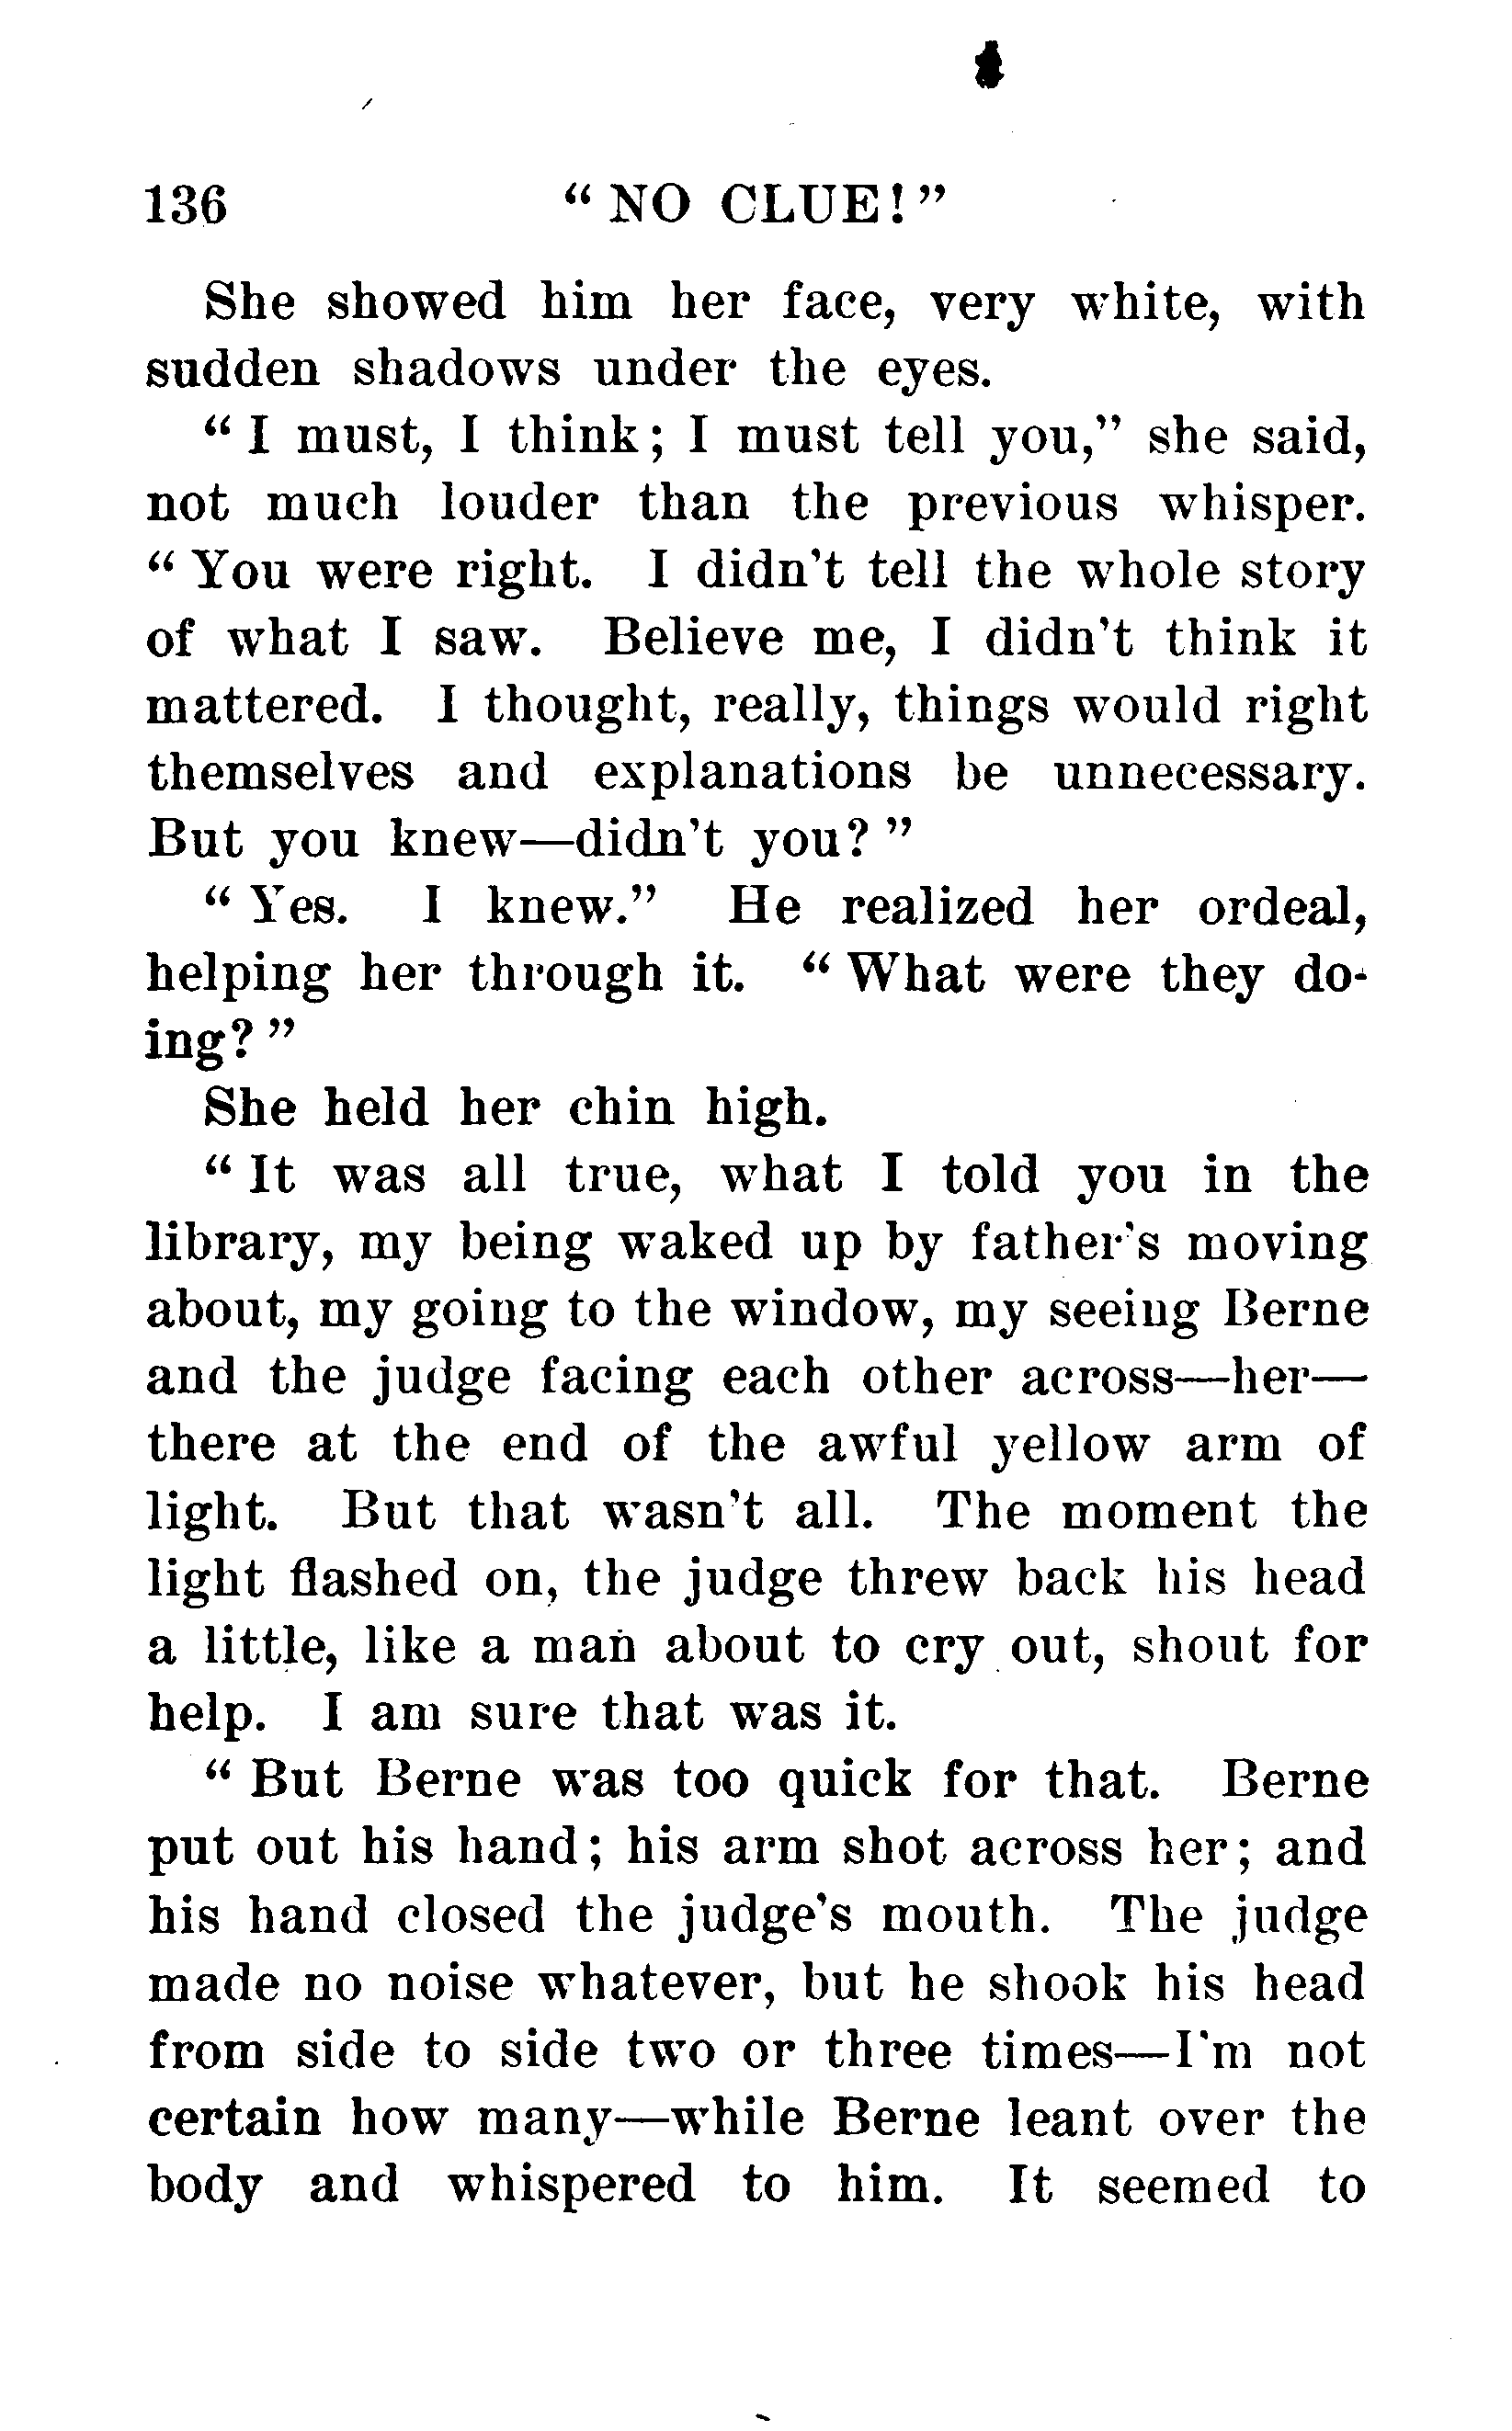 136 “ NO CLUE! ”
She showed him her face, very white, with
sudden shadows under the eyes.
“ I must, I think; I must tell you,” she said,
not much louder than the previous whisper.
“ You were right. I didn’t tell the whole story
of what I saw. Believe me, I didn’t think it
mattered. I thought, really, things would right
themselves and explanations be unnecessary.
But you knew—didn’t you? ”
“ Yes. I knew.” He realized her ordeal,
helping her through it. “ What were they do-
ing? ”
She held her chin high.
“ It was all true, what I told you in the
library, my being waked up by father’s moving
about, my going to the window, my seeing Berne
and the judge facing each other across—her—
there at the end of the awful yellow arm of
light. But that wasn’t all. The moment the
light flashed on, the judge threw back his head
a little, like a man about to cry out, shout for
help. I am sure that was it.
“ But Berne was too quick for that. Berne
put out his hand; his arm shot across her; and
his hand closed the judge’s mouth. The judge
made no noise whatever, but he shook his head
from side to side two or three times—I’m not
certain how many—while Berne leant over the
body and whispered to him. It seemed to